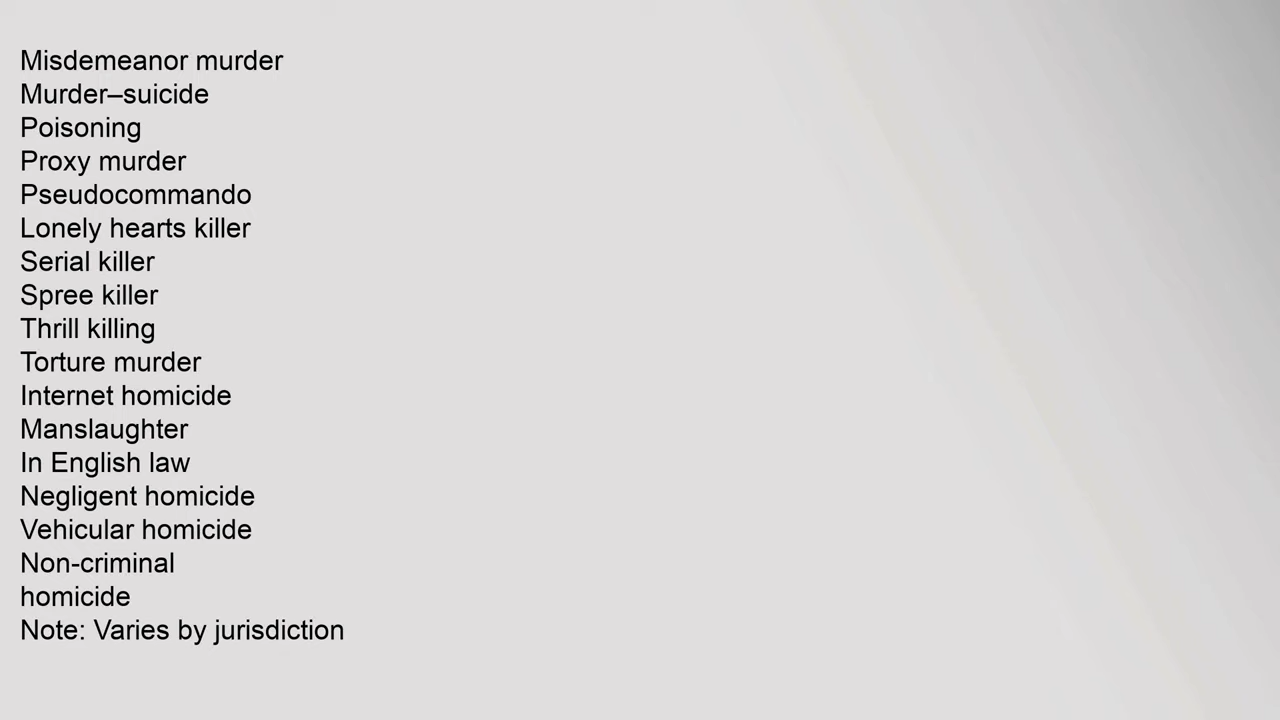 Misdemeanor murder
Murder–suicide
Poisoning
Proxy murder
Pseudocommando
Lonely hearts killer
Serial killer
Spree killer
Thrill killing
Torture murder
Internet homicide
Manslaughter
In English law
Negligent homicide
Vehicular homicide
Non-criminal
homicide
Note: Varies by jurisdiction